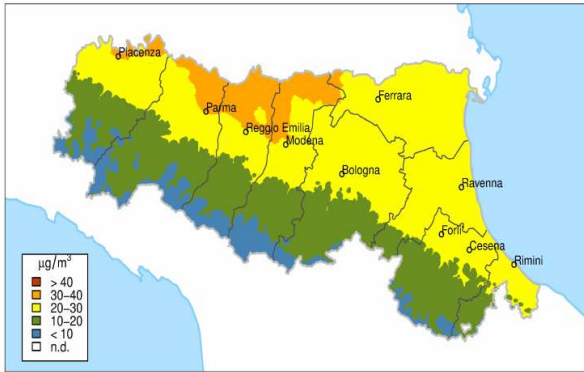 Piacenza
Parma
Reggio Emilia
Modena
Ferrara
Bologna
Ravenna
Forlì
Cesena
Rimini
µg/m³
> 40
30–40
20–30
10–20
< 10
n.d.